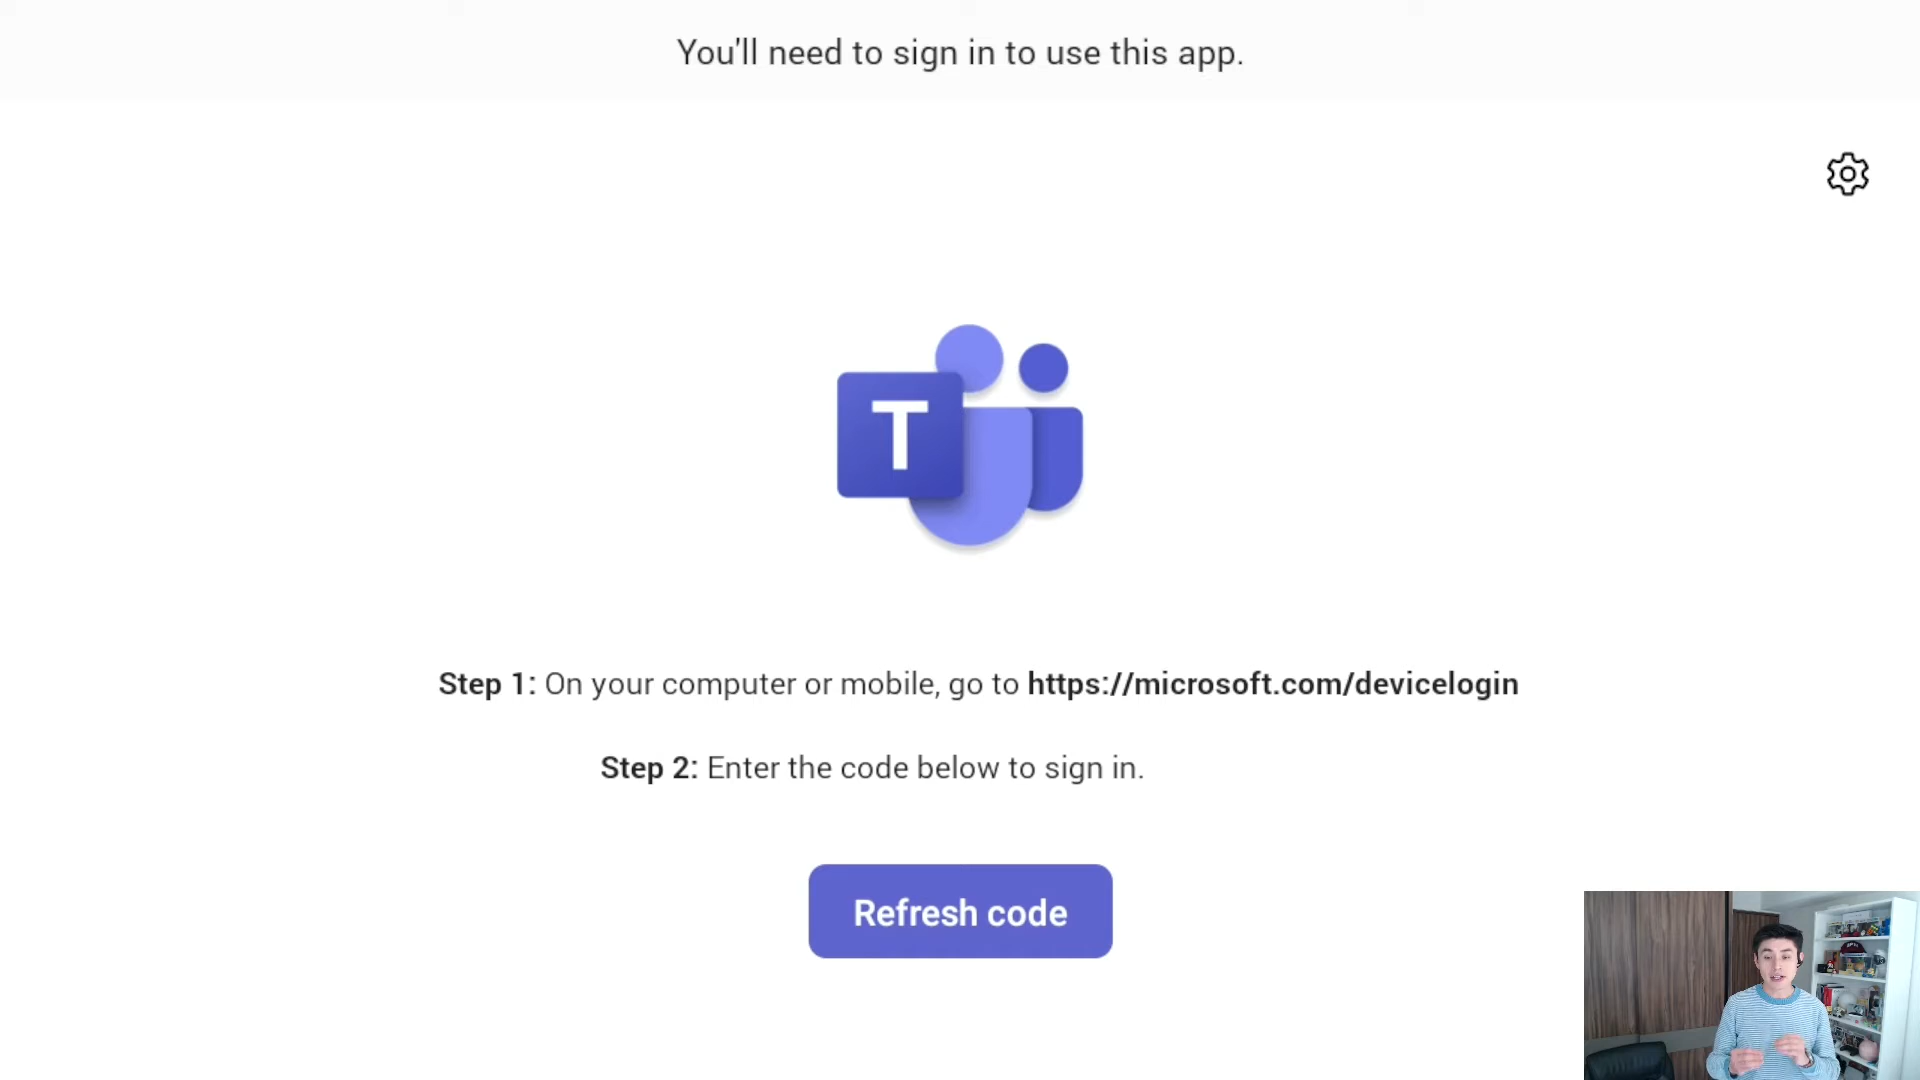 You'll need to sign in to use this app.
T
Step 1: On your computer or mobile, go to https://microsoft.com/devicelogin
Step 2: Enter the code below to sign in.
Refresh code